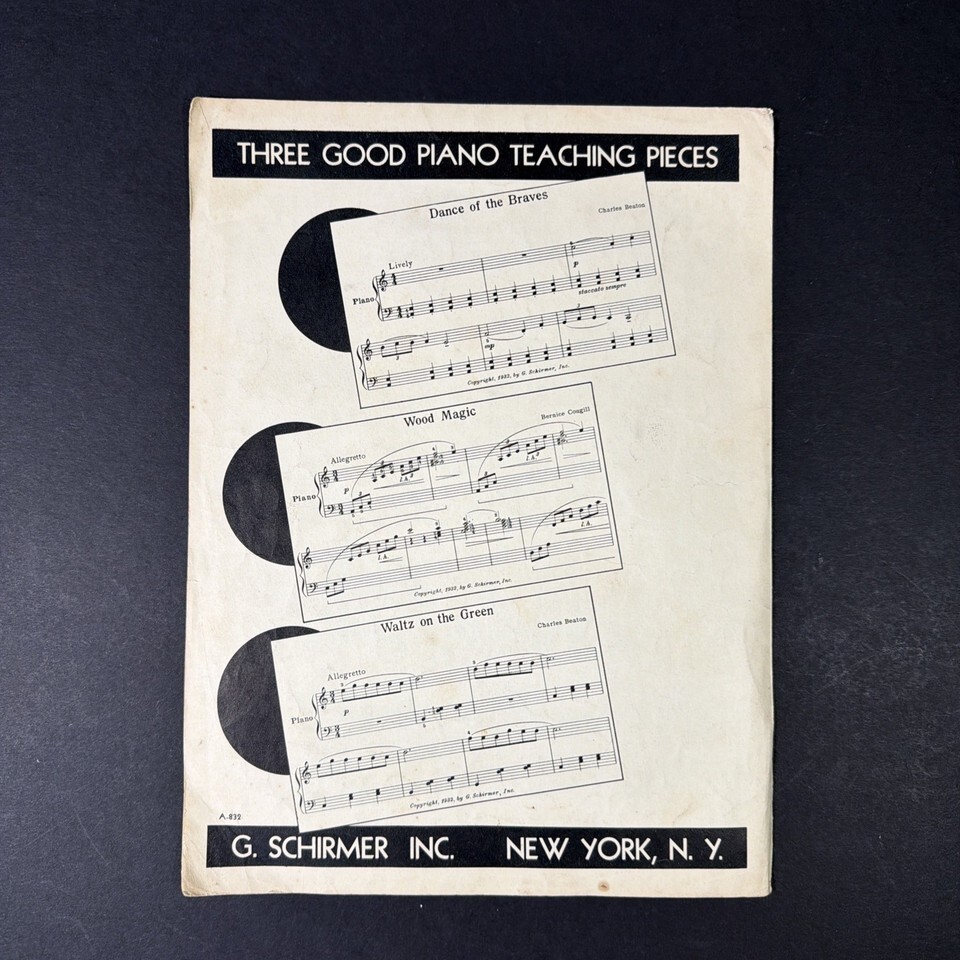 THREE GOOD PIANO TEACHING PIECES
Dance of the Braves
Charles Beaton
Lively
Piano
p
staccato sempre
mp
Copyright, 1933, by G. Schirmer, Inc.
Wood Magic
Bernice Cougill
Allegretto
Piano
p
l.h.
l.h.
l.h.
l.h.
Copyright, 1933, by G. Schirmer, Inc.
Waltz on the Green
Charles Beaton
Allegretto
Piano
p
Copyright, 1933, by G. Schirmer, Inc.
A-832
G. SCHIRMER INC. NEW YORK, N. Y.